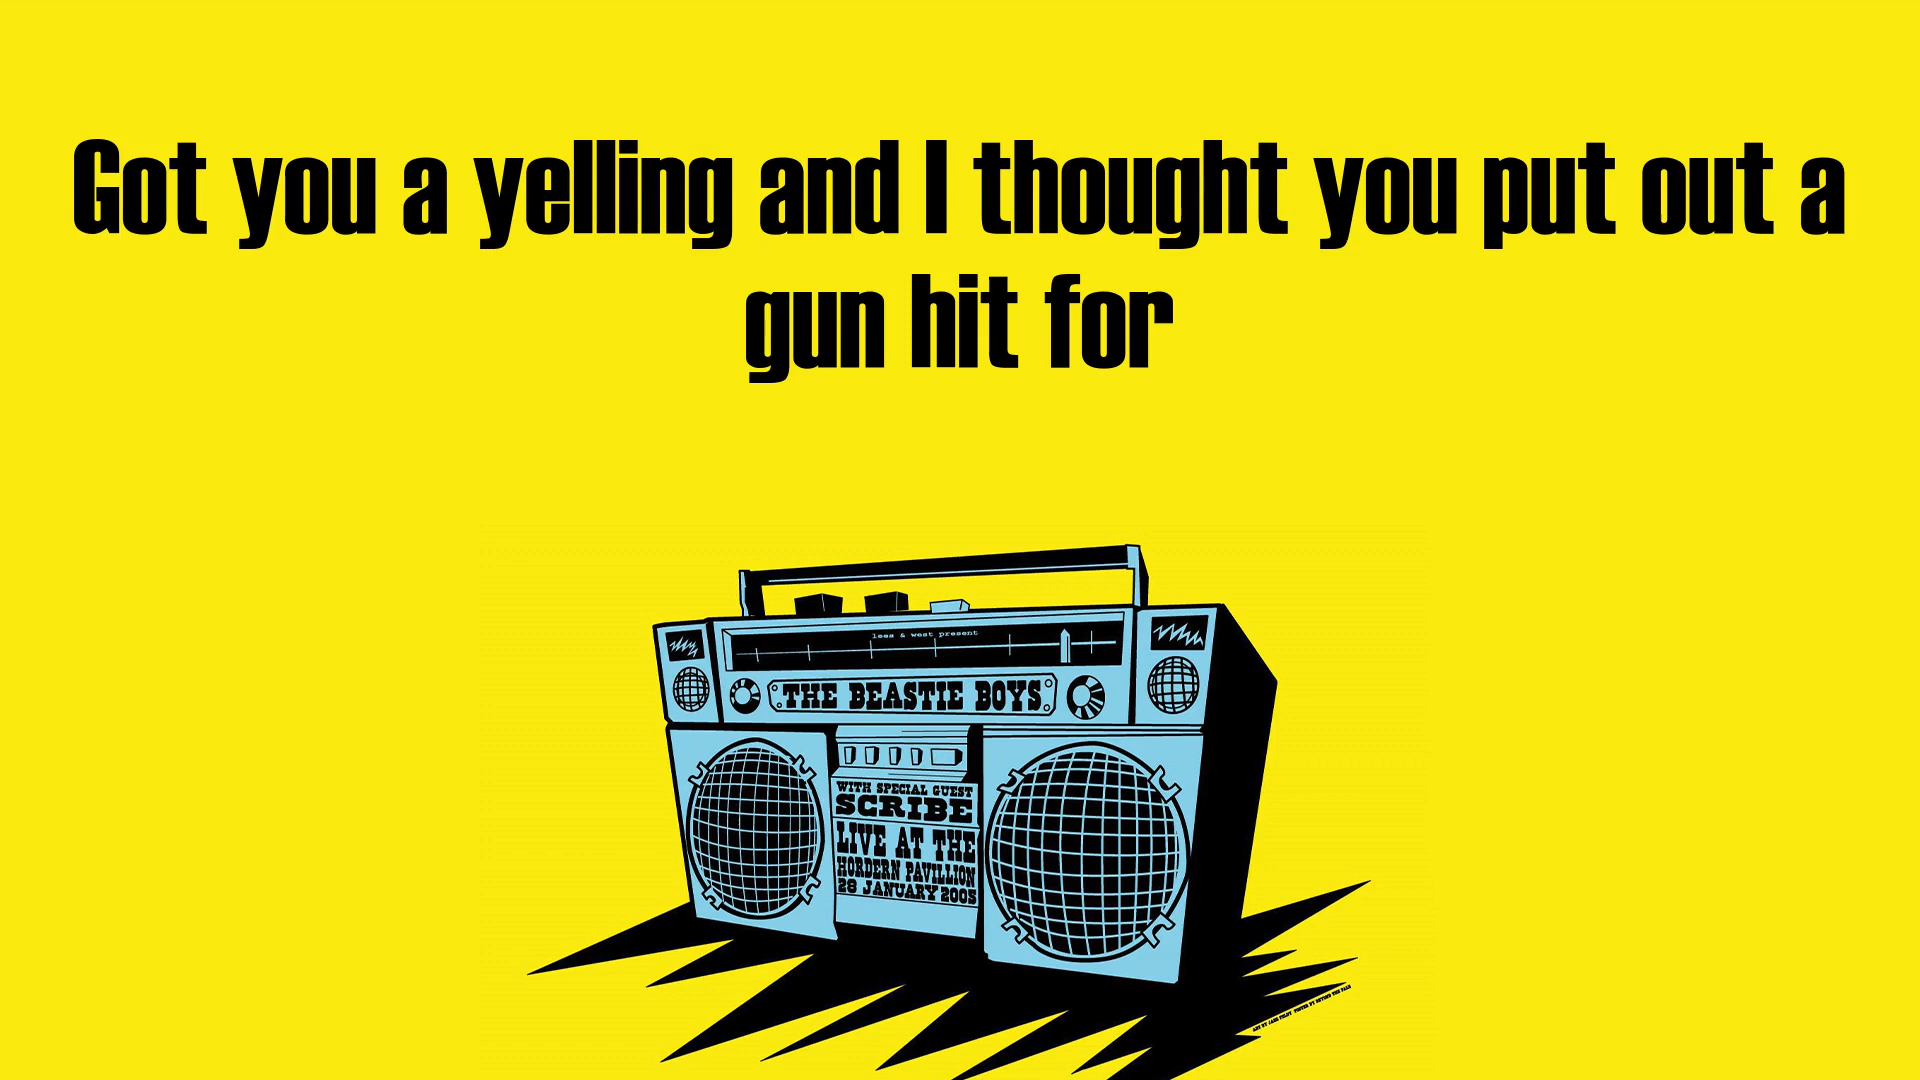 Got you a yelling and I thought you put out a
gun hit for
lees & west present
THE BEASTIE BOYS
WITH SPECIAL GUEST
SCRIBE
LIVE AT THE
HORDERN PAVILLION
28 JANUARY 2005